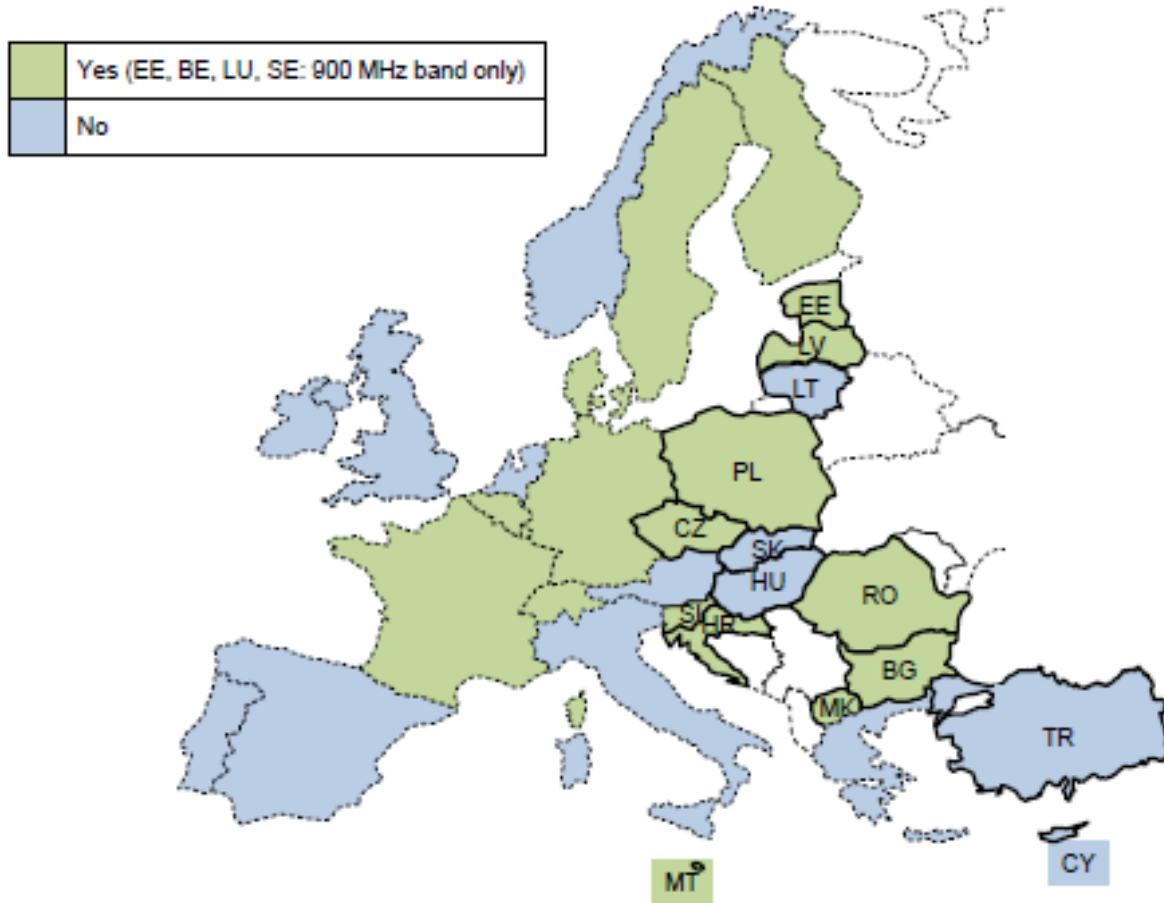 Yes (EE, BE, LU, SE: 900 MHz band only)
No
EE
LV
LT
PL
CZ
SK
HU
RO
SI
HR
BG
MK
TR
CY
MT